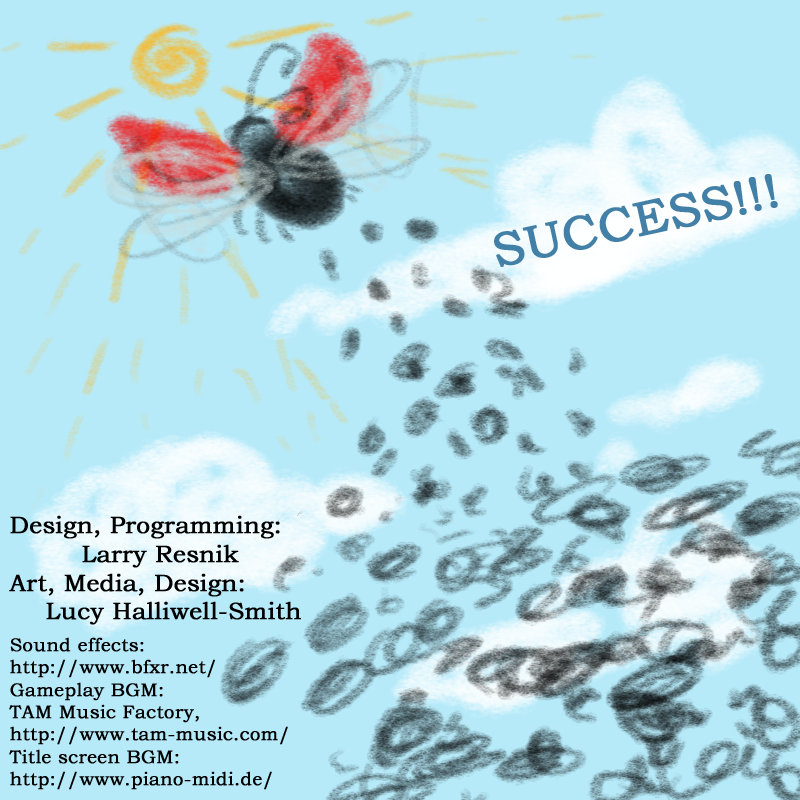 SUCCESS!!!
Design, Programming:
Larry Resnik
Art, Media, Design:
Lucy Halliwell-Smith
Sound effects:
http://www.bfxr.net/
Gameplay BGM:
TAM Music Factory,
http://www.tam-music.com/
Title screen BGM:
http://www.piano-midi.de/